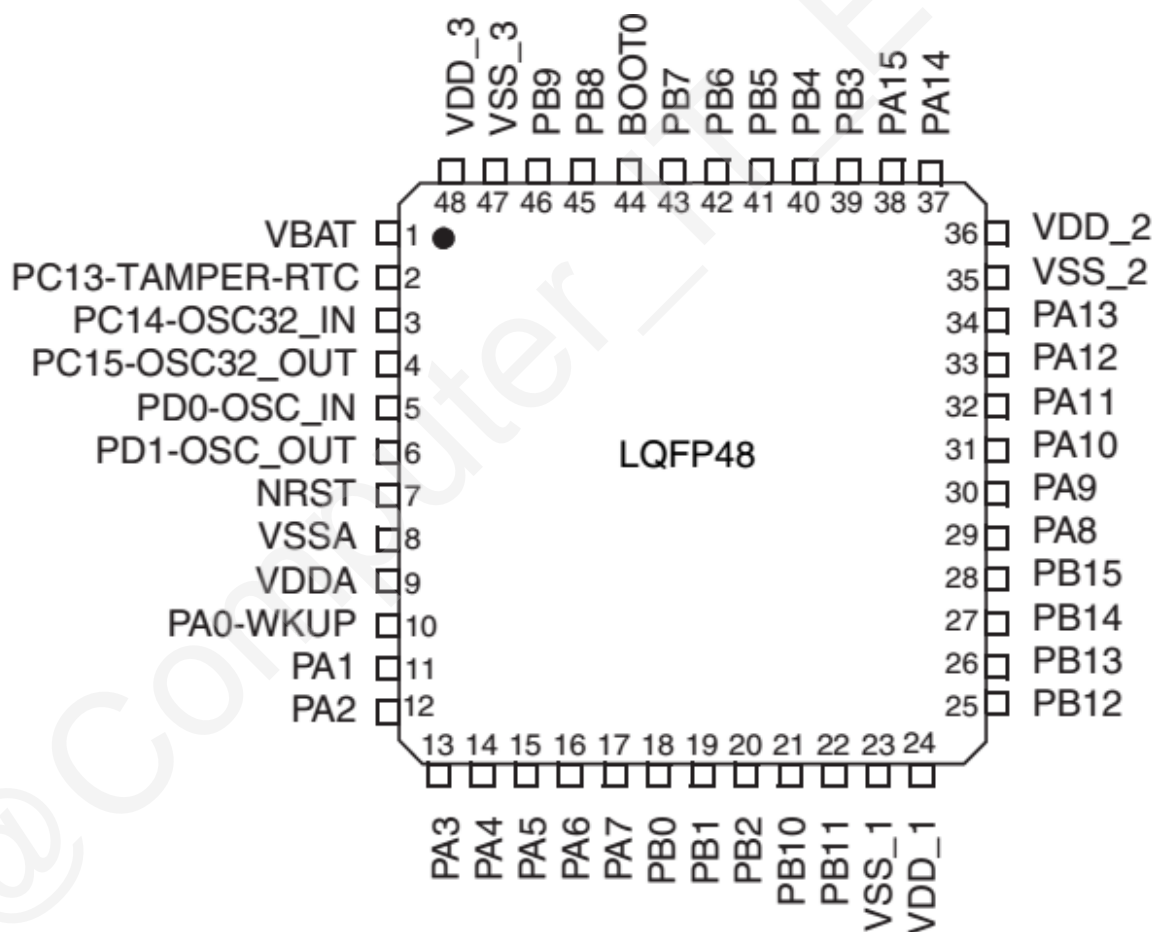 VDD_3
VSS_3
PB9
PB8
BOOT0
PB7
PB6
PB5
PB4
PB3
PA15
PA14
48 47 46 45 44 43 42 41 40 39 38 37
VBAT 1
PC13-TAMPER-RTC 2
PC14-OSC32_IN 3
PC15-OSC32_OUT 4
PD0-OSC_IN 5
PD1-OSC_OUT 6
NRST 7
VSSA 8
VDDA 9
PA0-WKUP 10
PA1 11
PA2 12
LQFP48
36 VDD_2
35 VSS_2
34 PA13
33 PA12
32 PA11
31 PA10
30 PA9
29 PA8
28 PB15
27 PB14
26 PB13
25 PB12
13 14 15 16 17 18 19 20 21 22 23 24
PA3
PA4
PA5
PA6
PA7
PB0
PB1
PB2
PB10
PB11
VSS_1
VDD_1
@Computer_IT_